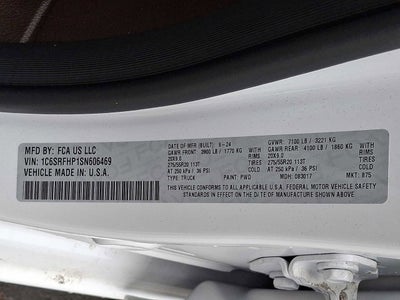 MFD BY: FCA US LLC
VIN: 1C6SRFHP1SN606469
VEHICLE MADE IN: U.S.A.
DATE OF MFR (BUILT): 8-24
GAWR FRONT: 3900 LB / 1770 KG WITH
20X9.0 RIMS
275/55R20 113T TIRES
AT 250 kPa / 36 PSI COLD
TYPE: TRUCK PAINT: PWD
GVWR: 7100 LB / 3221 KG
GAWR REAR: 4100 LB / 1860 KG WITH
20X9.0 RIMS
275/55R20 113T TIRES
AT 250 kPa / 36 PSI COLD
MDH: 083017 MKT: 875
THIS VEHICLE CONFORMS TO ALL APPLICABLE U.S.A. FEDERAL MOTOR VEHICLE SAFETY
STANDARDS IN EFFECT ON THE DATE OF MANUFACTURE SHOWN ABOVE